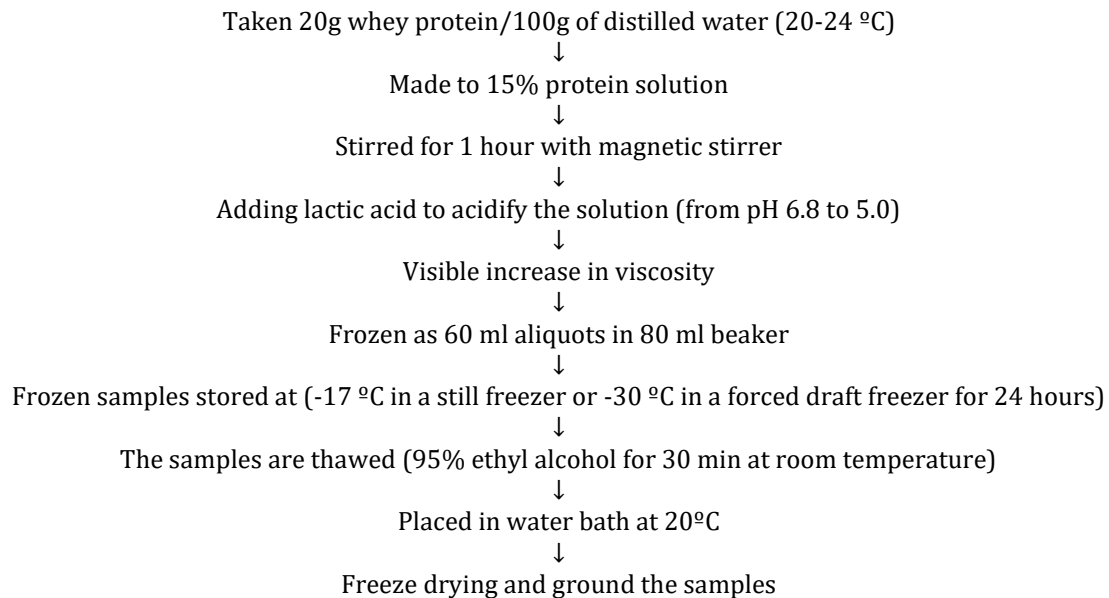 Taken 20g whey protein/100g of distilled water (20-24 ºC)
↓
Made to 15% protein solution
↓
Stirred for 1 hour with magnetic stirrer
↓
Adding lactic acid to acidify the solution (from pH 6.8 to 5.0)
↓
Visible increase in viscosity
↓
Frozen as 60 ml aliquots in 80 ml beaker
↓
Frozen samples stored at (-17 ºC in a still freezer or -30 ºC in a forced draft freezer for 24 hours)
↓
The samples are thawed (95% ethyl alcohol for 30 min at room temperature)
↓
Placed in water bath at 20ºC
↓
Freeze drying and ground the samples